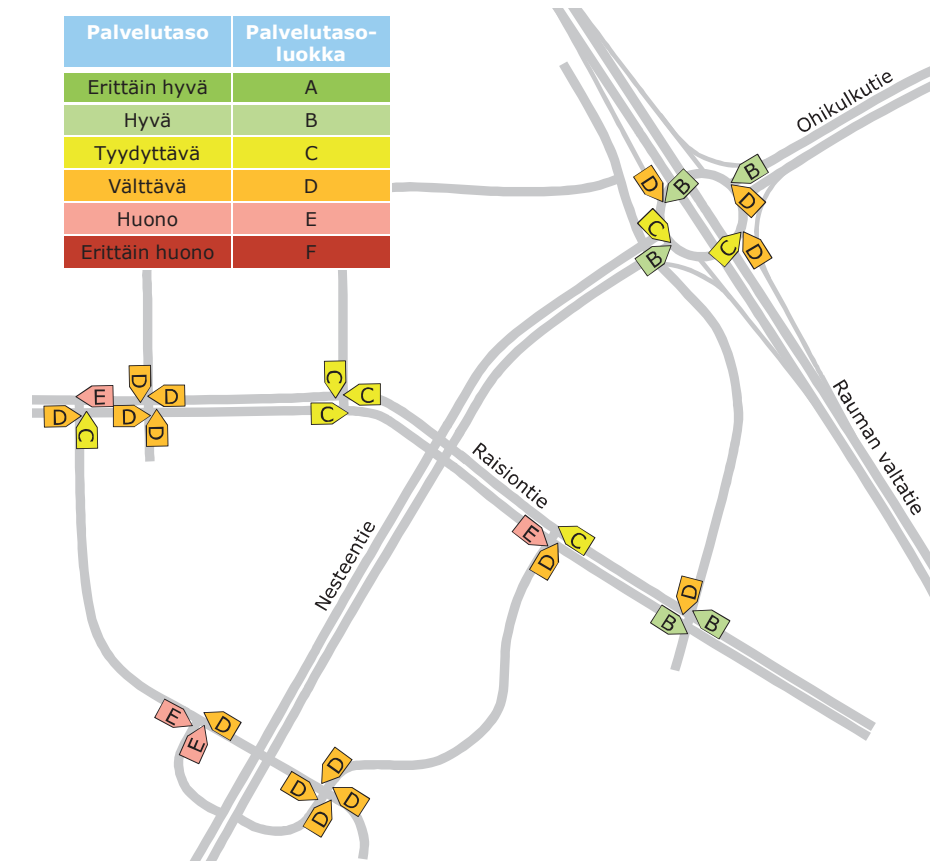 Palvelutaso Palvelutaso-
luokka
Erittäin hyvä A
Hyvä B
Tyydyttävä C
Välttävä D
Huono E
Erittäin huono F
Ohikulkutie
B
D B D
C C D
B
Rauman valtatie
D E D C C
D D C
C D
Raisiontie
Nesteentie
E C
D
D
B B
E D
E
D
D D
D